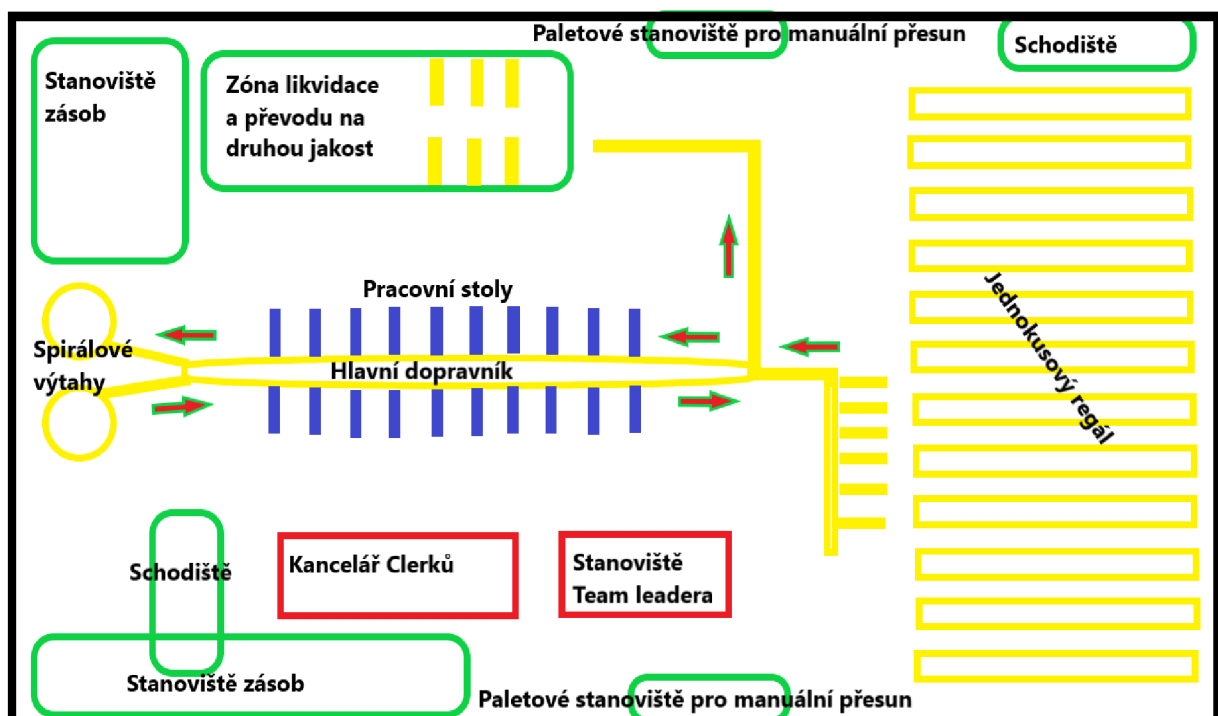 Paletové stanoviště pro manuální přesun
Schodiště
Stanoviště
zásob
Zóna likvidace
a převodu na
druhou jakost
Pracovní stoly
Jednokusový regál
Spirálové
výtahy
Hlavní dopravník
Kancelář Clerků
Stanoviště
Team leadera
Schodiště
Stanoviště zásob
Paletové stanoviště pro manuální přesun